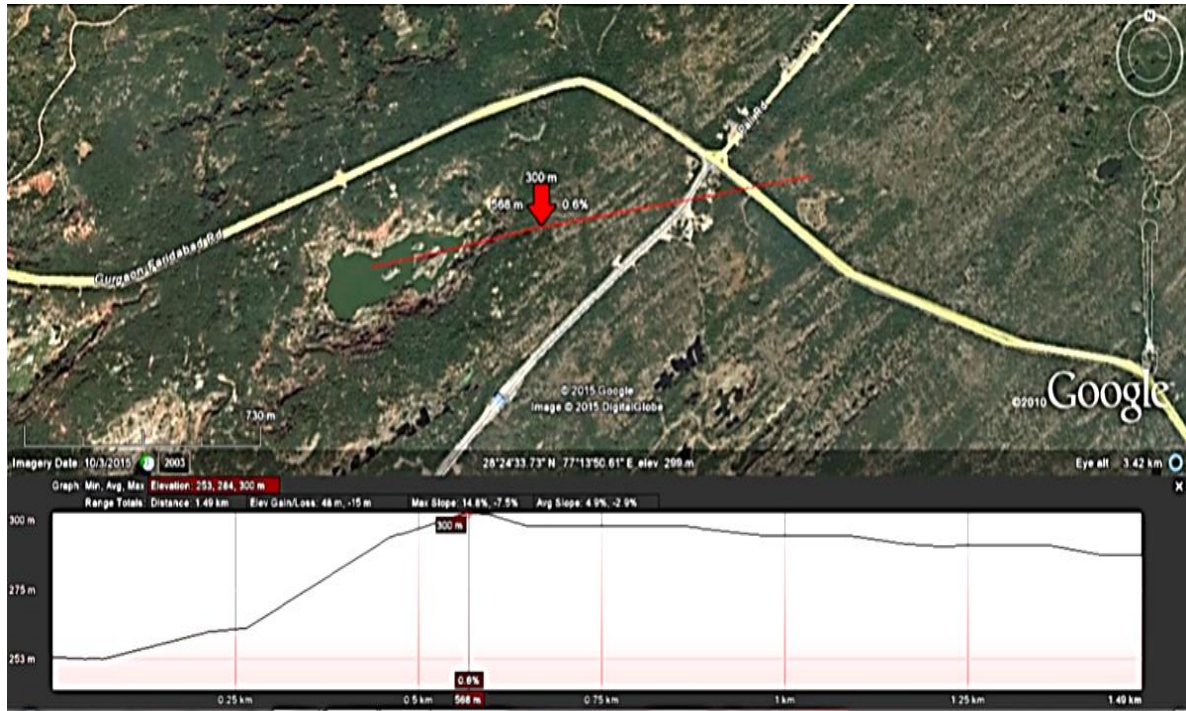 N
Pali Rd
300 m
568 m 0.6%
Gurgaon Faridabad Rd
© 2015 Google
Image © 2015 DigitalGlobe
©2010 Google
730 m
Imagery Date: 10/3/2015 2003 28°24'33.73" N 77°13'50.61" E elev 299 m Eye alt 3.42 km
Graph: Min, Avg, Max Elevation: 253, 284, 300 m
Range Totals: Distance: 1.49 km Elev Gain/Loss: 48 m, -15 m Max Slope: 14.8%, -7.5% Avg Slope: 4.9%, -2.9%
300 m
300 m
275 m
253 m
0.6%
0.25 km 0.5 km 568 m 0.75 km 1 km 1.25 km 1.49 km